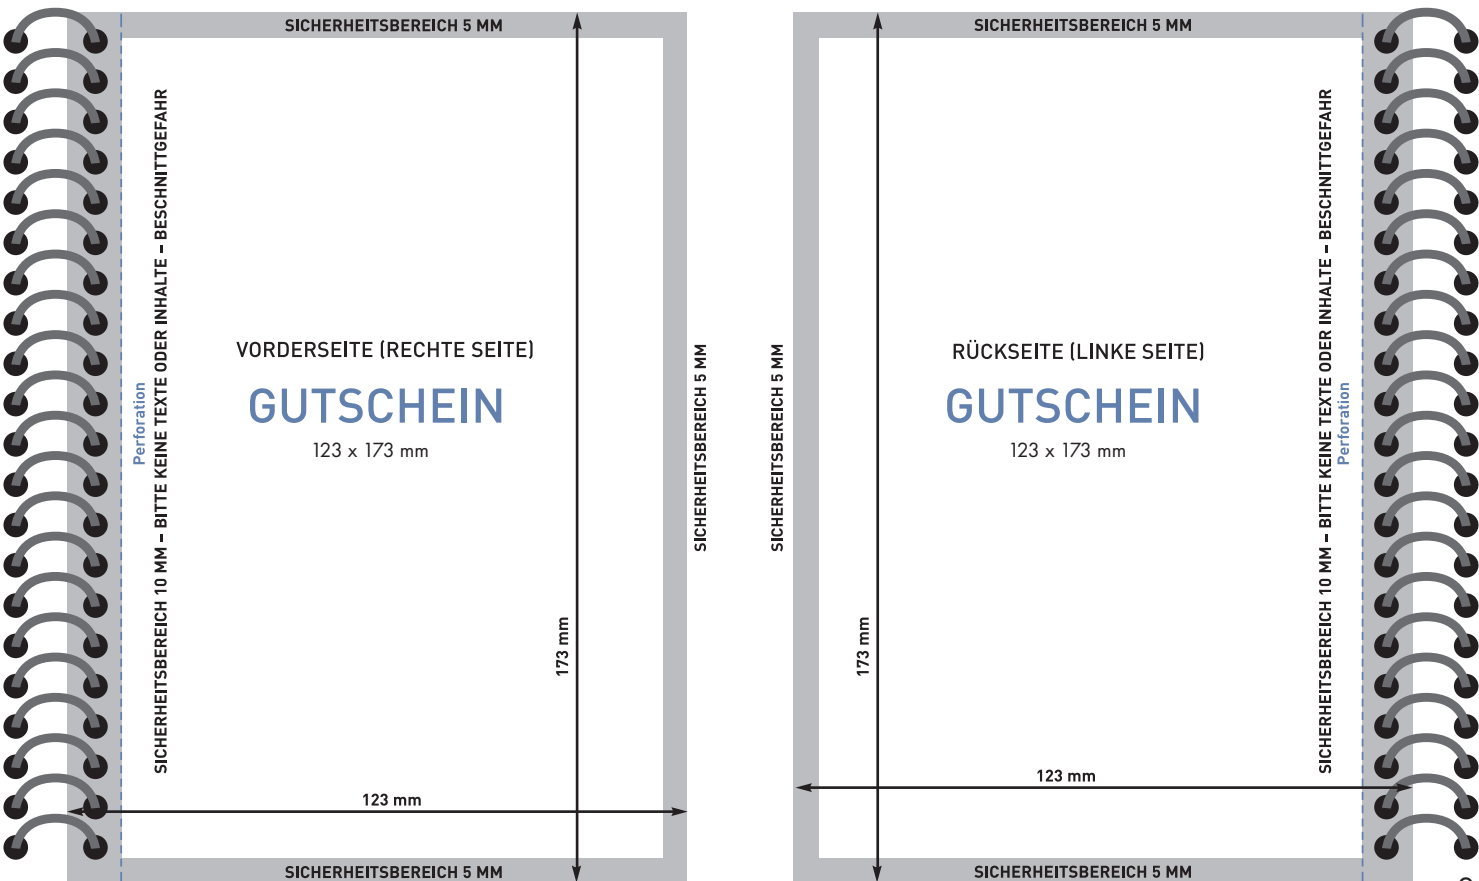 SICHERHEITSBEREICH 5 MM
SICHERHEITSBEREICH 10 MM – BITTE KEINE TEXTE ODER INHALTE – BESCHNITTGEFAHR
Perforation
VORDERSEITE (RECHTE SEITE)
GUTSCHEIN
123 x 173 mm
173 mm
123 mm
SICHERHEITSBEREICH 5 MM
SICHERHEITSBEREICH 5 MM
SICHERHEITSBEREICH 5 MM
SICHERHEITSBEREICH 5 MM
RÜCKSEITE (LINKE SEITE)
GUTSCHEIN
123 x 173 mm
173 mm
123 mm
SICHERHEITSBEREICH 10 MM – BITTE KEINE TEXTE ODER INHALTE – BESCHNITTGEFAHR
Perforation
SICHERHEITSBEREICH 5 MM